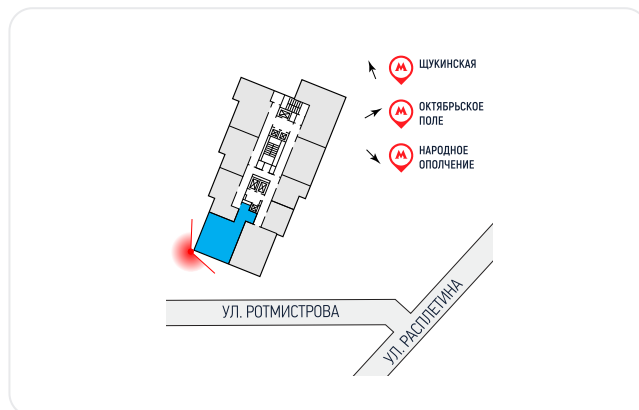 ЩУКИНСКАЯ
ОКТЯБРЬСКОЕ
ПОЛЕ
НАРОДНОЕ
ОПОЛЧЕНИЕ
УЛ. РОТМИСТРОВА
УЛ. РАСПЛЕТИНА